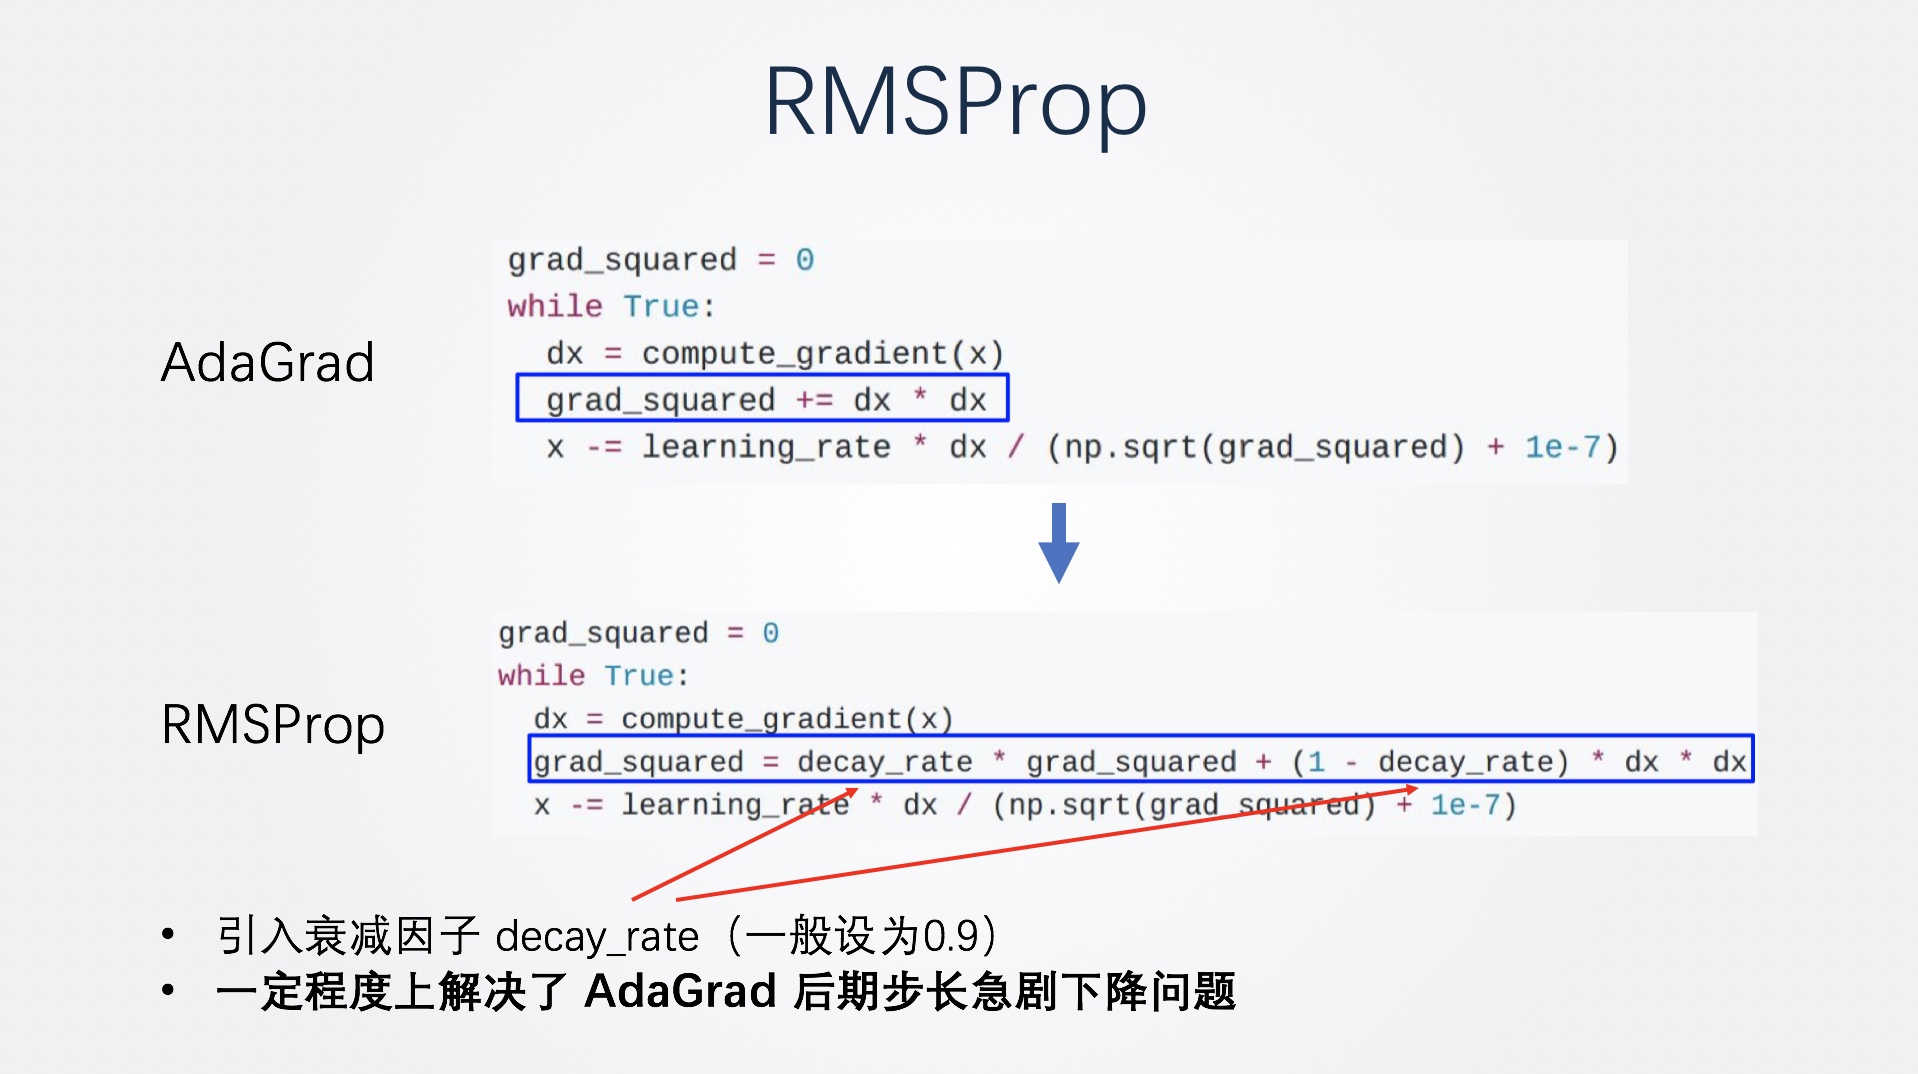 RMSProp
AdaGrad
grad_squared = 0
while True:
dx = compute_gradient(x)
grad_squared += dx * dx
x -= learning_rate * dx / (np.sqrt(grad_squared) + 1e-7)
RMSProp
grad_squared = 0
while True:
dx = compute_gradient(x)
grad_squared = decay_rate * grad_squared + (1 - decay_rate) * dx * dx
x -= learning_rate * dx / (np.sqrt(grad_squared) + 1e-7)
• 引入衰减因子 decay_rate（一般设为0.9）
• 一定程度上解决了 AdaGrad 后期步长急剧下降问题